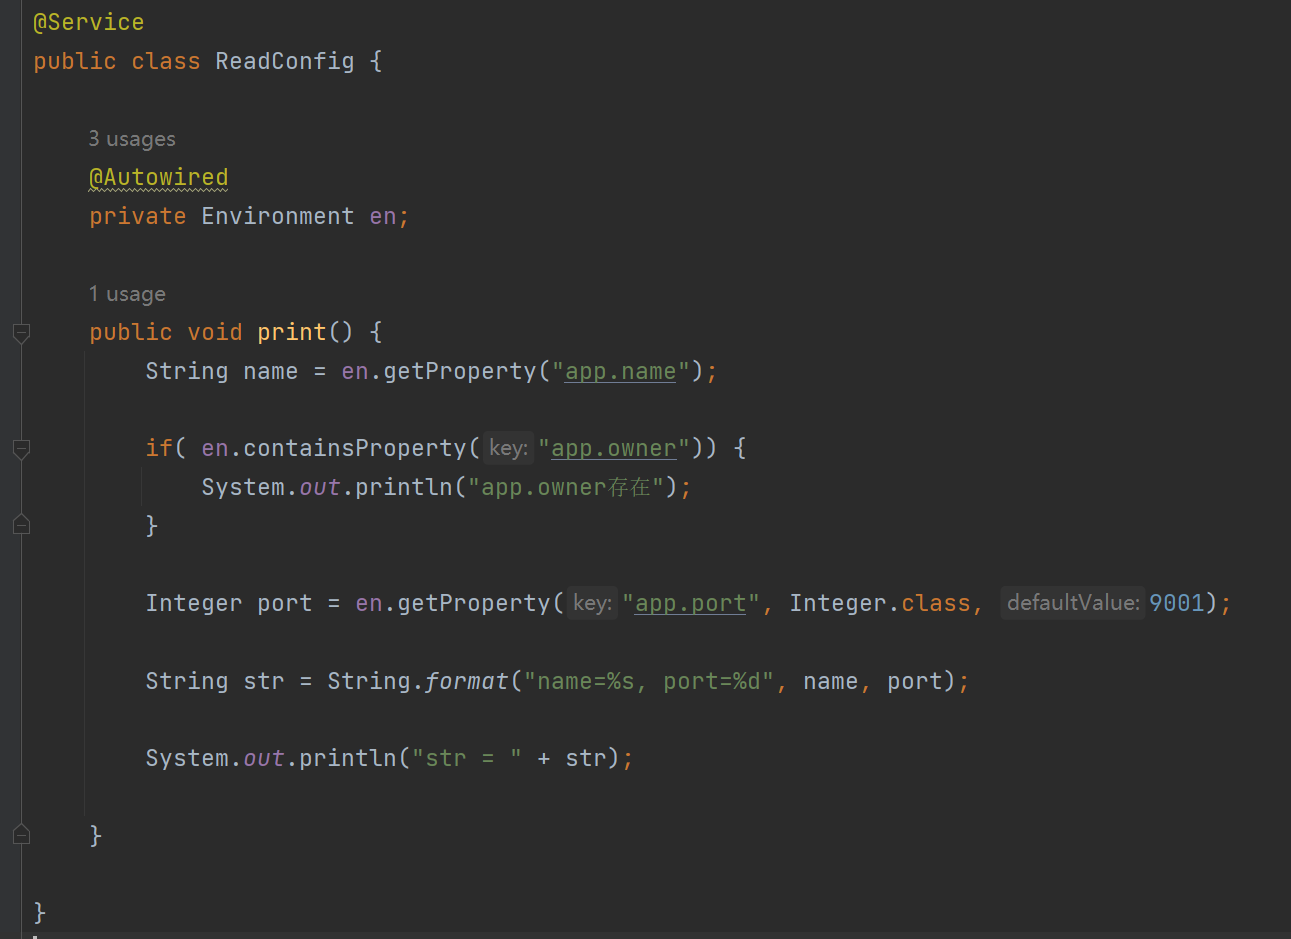 @Service
public class ReadConfig {
3 usages
@Autowired
private Environment en;
1 usage
public void print() {
String name = en.getProperty("app.name");
if( en.containsProperty( key: "app.owner")) {
System.out.println("app.owner存在");
}
Integer port = en.getProperty( key: "app.port", Integer.class, defaultValue: 9001);
String str = String.format("name=%s, port=%d", name, port);
System.out.println("str = " + str);
}
}